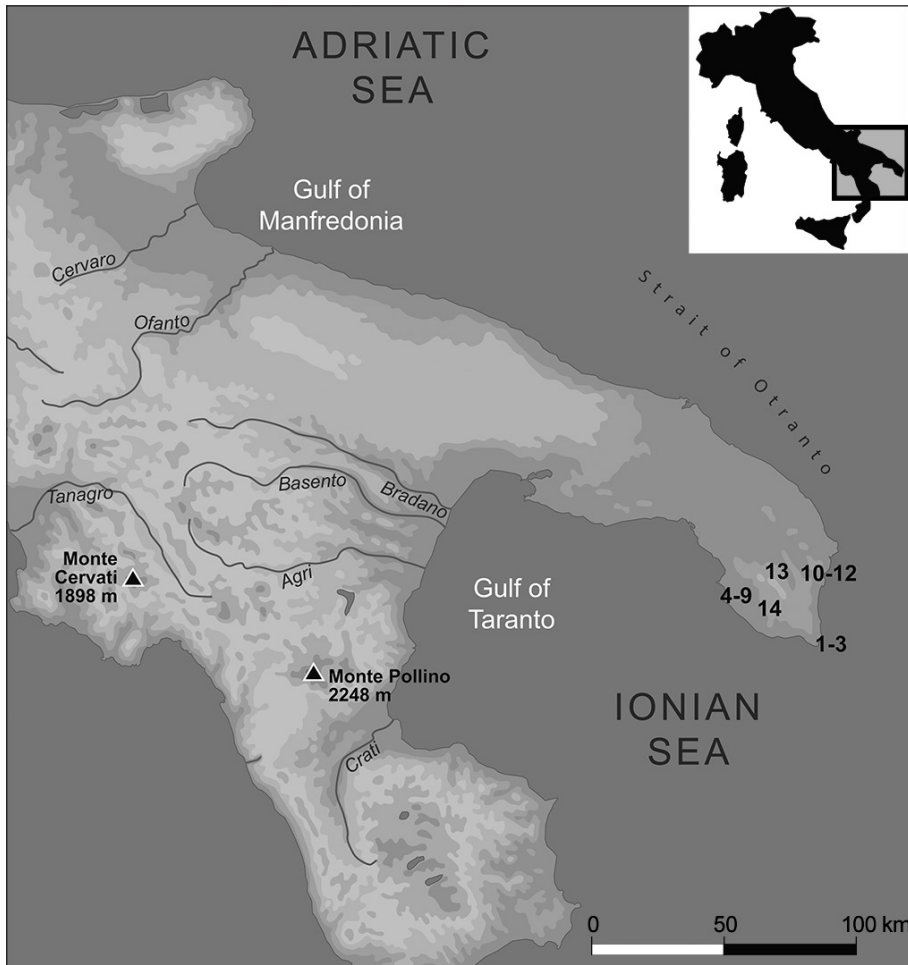 ADRIATIC
SEA
Gulf of
Manfredonia
Cervaro
Ofanto
Strait of Otranto
Tanagro
Basento
Bradano
Monte
Cervati
1898 m
Agri
Gulf of
Taranto
13
10-12
4-9
14
1-3
Monte Pollino
2248 m
IONIAN
SEA
Crati
0
50
100 km